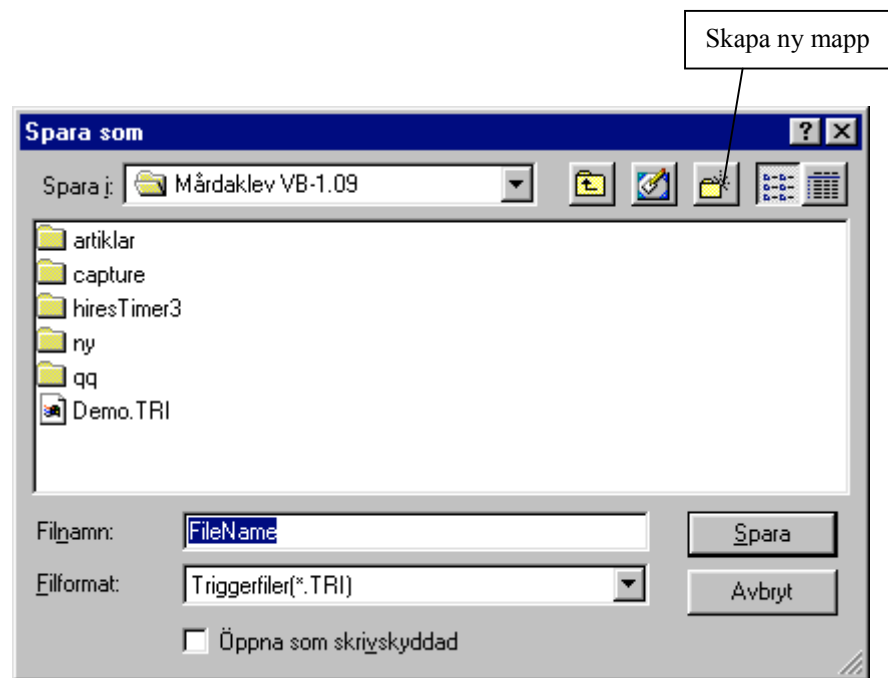 Skapa ny mapp
Spara som
Spara i: Mårdaklev VB-1.09
artiklar
capture
hiresTimer3
ny
qq
Demo.TRI
Filnamn: FileName Spara
Filformat: Triggerfiler(*.TRI) Avbryt
Öppna som skrivskyddad